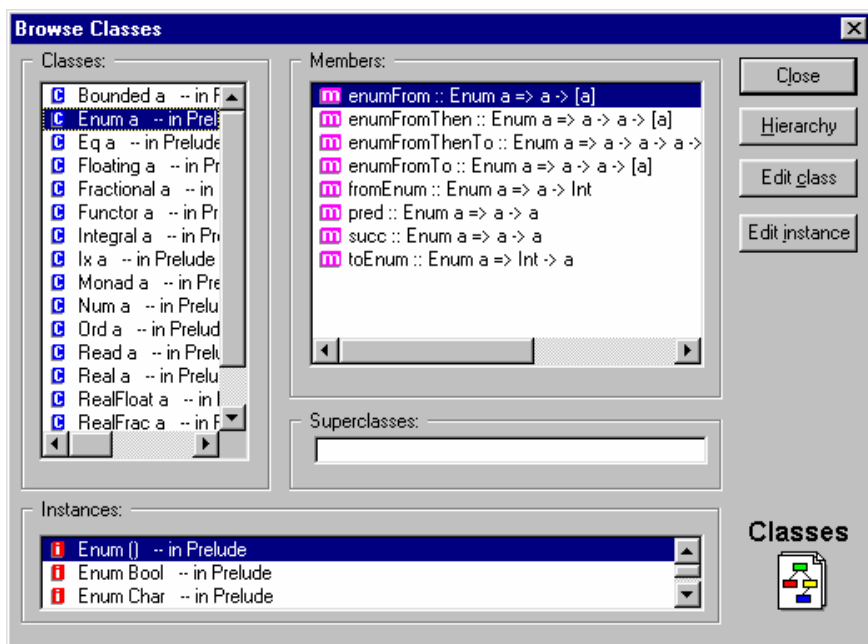 Browse Classes
Classes:
C Bounded a -- in F
C Enum a -- in Prel
C Eq a -- in Prelude
C Floating a -- in Pr
C Fractional a -- in
C Functor a -- in Pr
C Integral a -- in Pr
C Ix a -- in Prelude
C Monad a -- in Pre
C Num a -- in Prelu
C Ord a -- in Prelud
C Read a -- in Prelu
C Real a -- in Prelu
C RealFloat a -- in
C RealFrac a -- in F
Members:
m enumFrom :: Enum a => a -> [a]
m enumFromThen :: Enum a => a -> a -> [a]
m enumFromThenTo :: Enum a => a -> a -> a ->
m enumFromTo :: Enum a => a -> a -> [a]
m fromEnum :: Enum a => a -> Int
m pred :: Enum a => a -> a
m succ :: Enum a => a -> a
m toEnum :: Enum a => Int -> a
Superclasses:
Close
Hierarchy
Edit class
Edit instance
Instances:
i Enum () -- in Prelude
i Enum Bool -- in Prelude
i Enum Char -- in Prelude
Classes